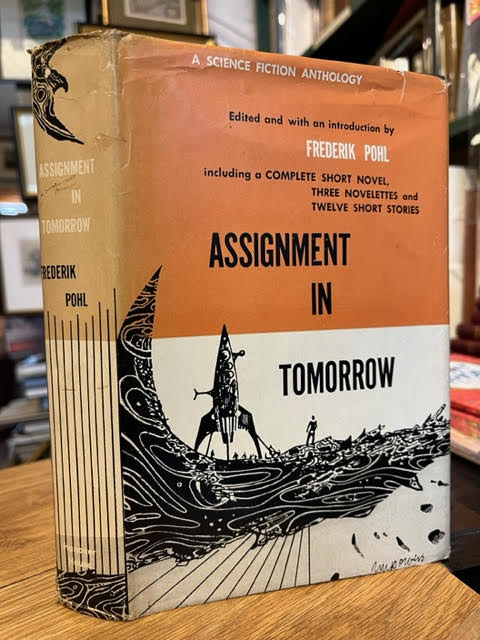 A SCIENCE FICTION ANTHOLOGY
Edited and with an introduction by
FREDERIK POHL
including a COMPLETE SHORT NOVEL,
THREE NOVELETTES and
TWELVE SHORT STORIES
ASSIGNMENT
IN
TOMORROW
ASSIGNMENT
IN
TOMORROW
FREDERIK
POHL